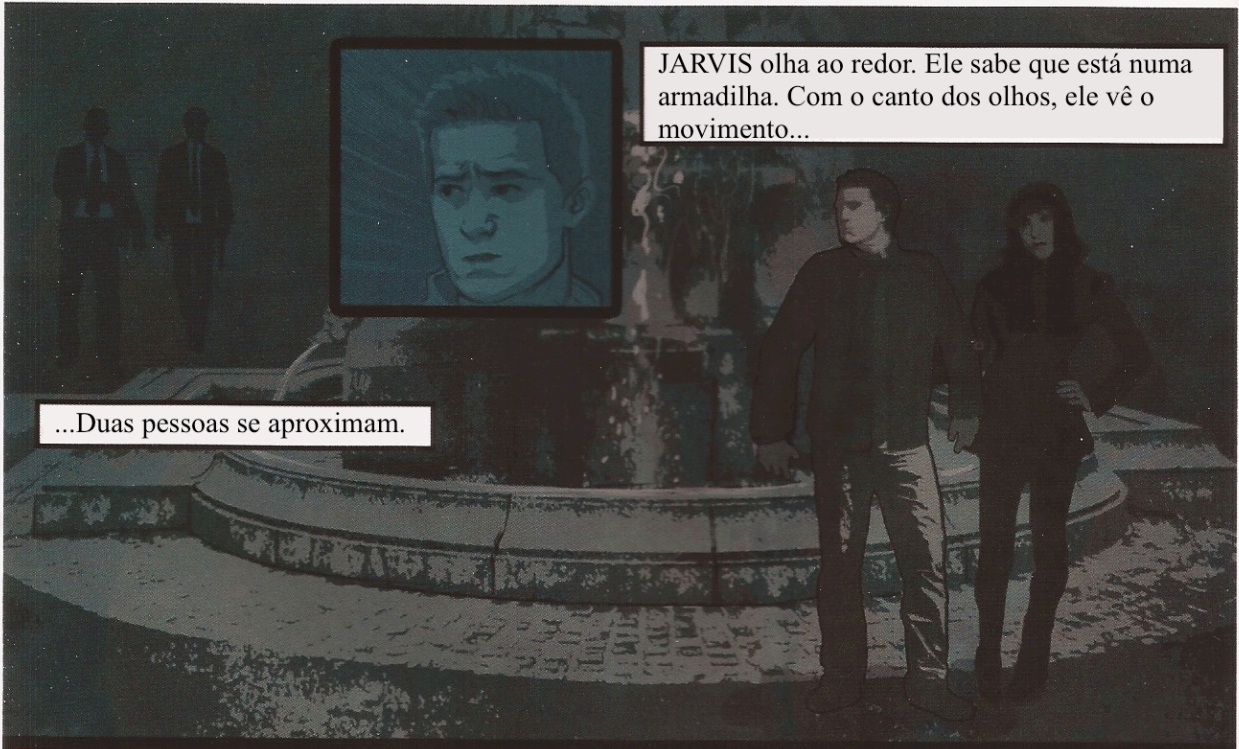 JARVIS olha ao redor. Ele sabe que está numa
armadilha. Com o canto dos olhos, ele vê o
movimento...
...Duas pessoas se aproximam.